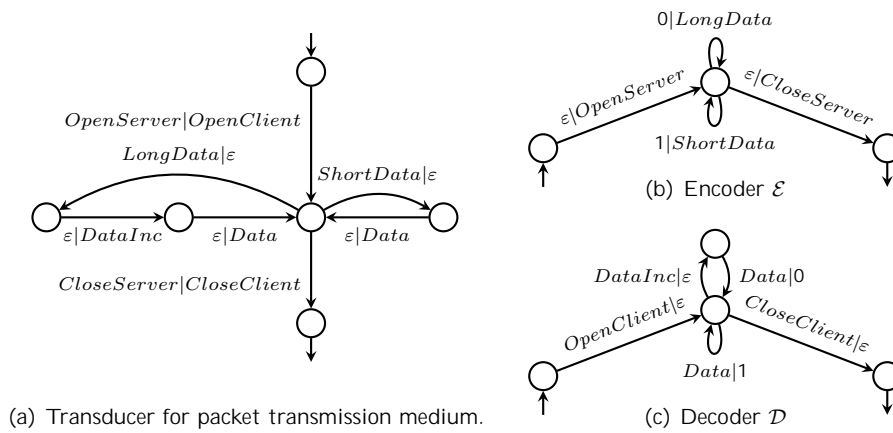 OpenServer|OpenClient
LongData|ε
ShortData|ε
ε|DataInc
ε|Data
ε|Data
CloseServer|CloseClient
(a) Transducer for packet transmission medium.
0|LongData
ε|OpenServer
ε|CloseServer
1|ShortData
(b) Encoder ℰ
DataInc|ε
Data|0
OpenClient|ε
CloseClient|ε
Data|1
(c) Decoder 𝒟